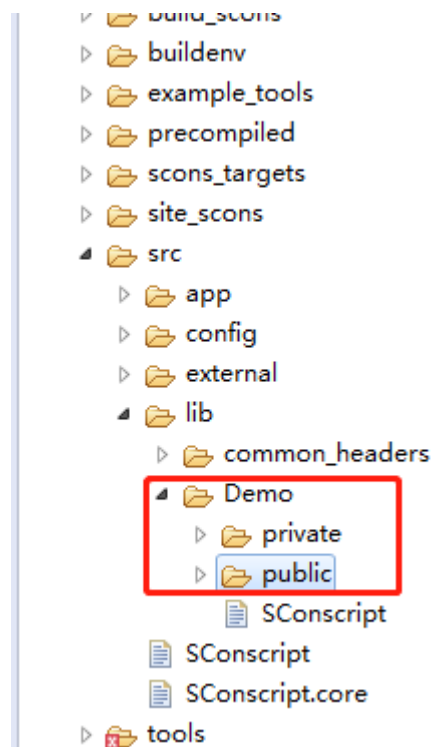 build_scons
buildenv
example_tools
precompiled
scons_targets
site_scons
src
app
config
external
lib
common_headers
Demo
private
public
SConscript
SConscript
SConscript.core
tools